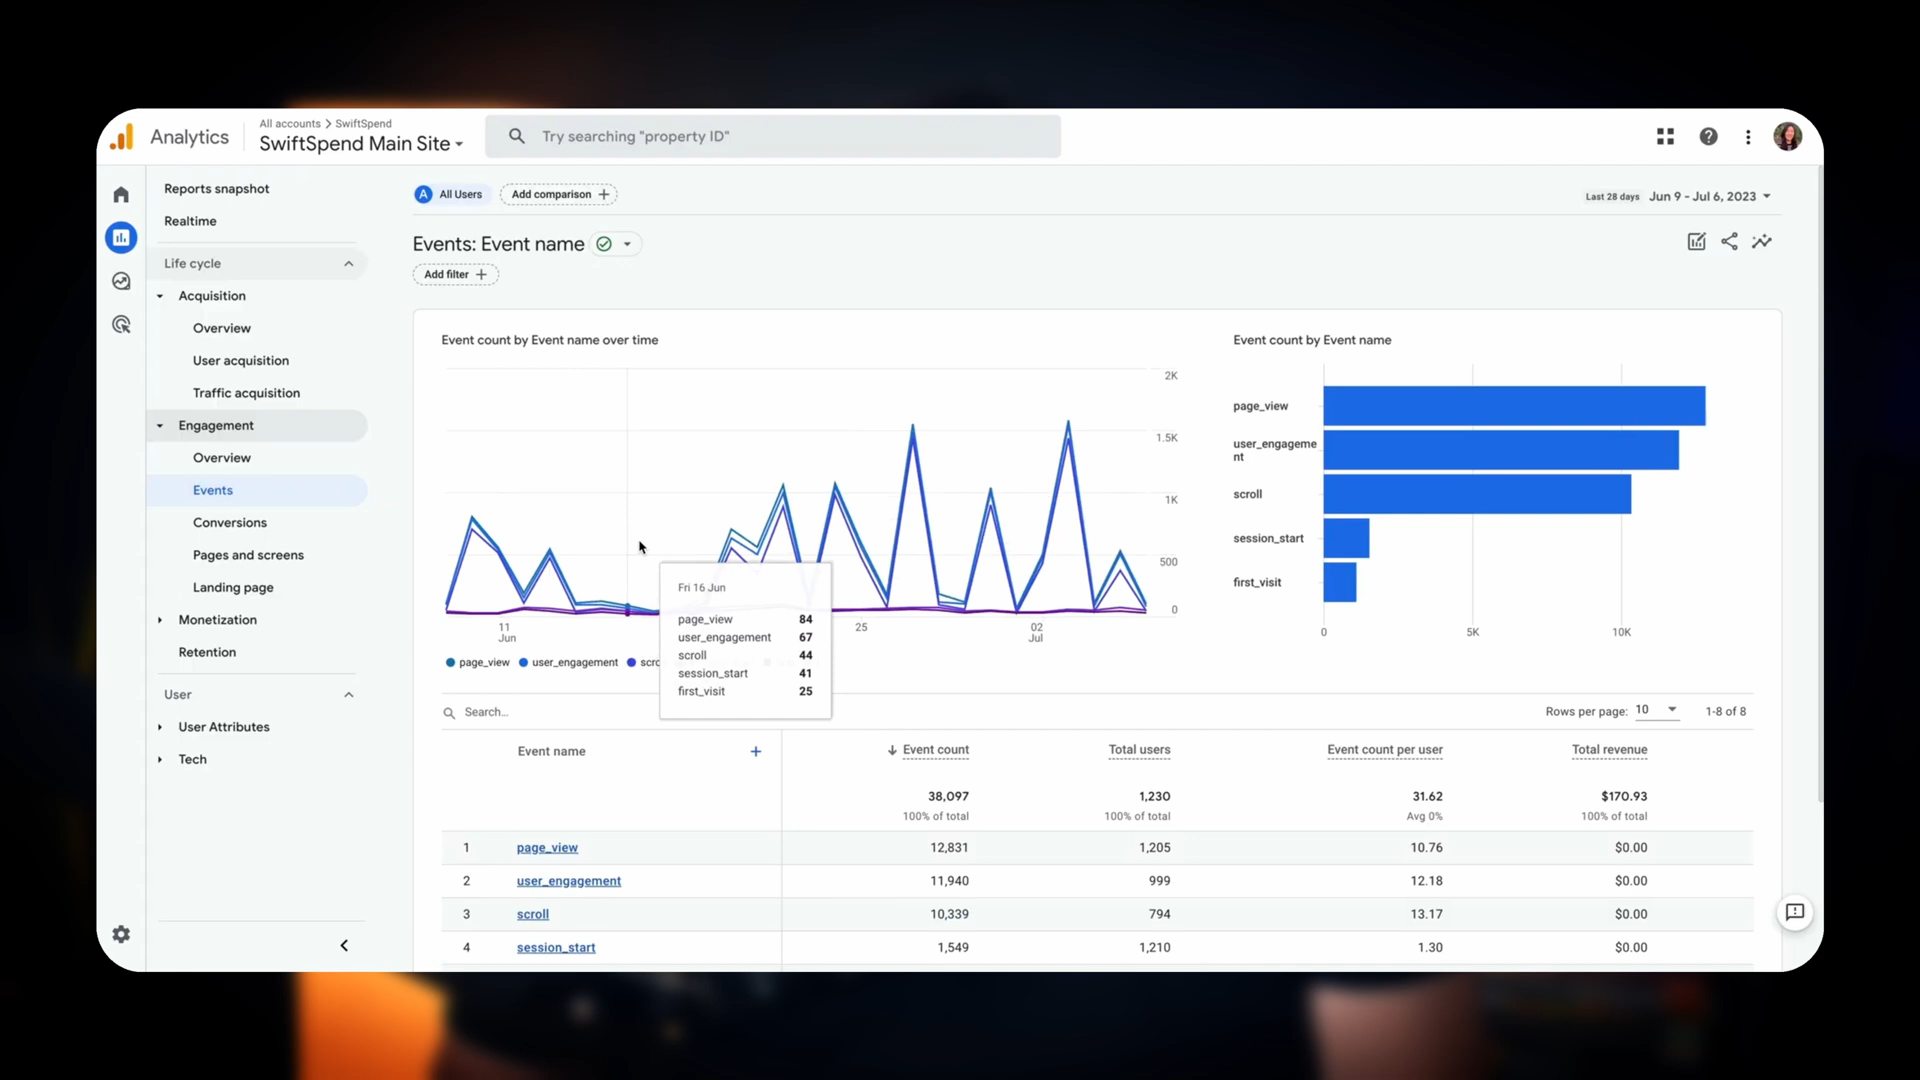 Analytics
All accounts > SwiftSpend
SwiftSpend Main Site
Try searching "property ID"
Reports snapshot
Realtime
Life cycle
Acquisition
Overview
User acquisition
Traffic acquisition
Engagement
Overview
Events
Conversions
Pages and screens
Landing page
Monetization
Retention
User
User Attributes
Tech
A All Users
Add comparison +
Last 28 days Jun 9 - Jul 6, 2023
Events: Event name
Add filter +
Event count by Event name over time
2K
1.5K
1K
500
0
11
Jun
25
02
Jul
page_view user_engagement scro
Fri 16 Jun
page_view 84
user_engagement 67
scroll 44
session_start 41
first_visit 25
Event count by Event name
page_view
user_engageme
nt
scroll
session_start
first_visit
0 5K 10K
Search...
Rows per page: 10 1-8 of 8
Event name + Event count Total users Event count per user Total revenue
38,097 1,230 31.62 $170.93
100% of total 100% of total Avg 0% 100% of total
1 page_view 12,831 1,205 10.76 $0.00
2 user_engagement 11,940 999 12.18 $0.00
3 scroll 10,339 794 13.17 $0.00
4 session_start 1,549 1,210 1.30 $0.00